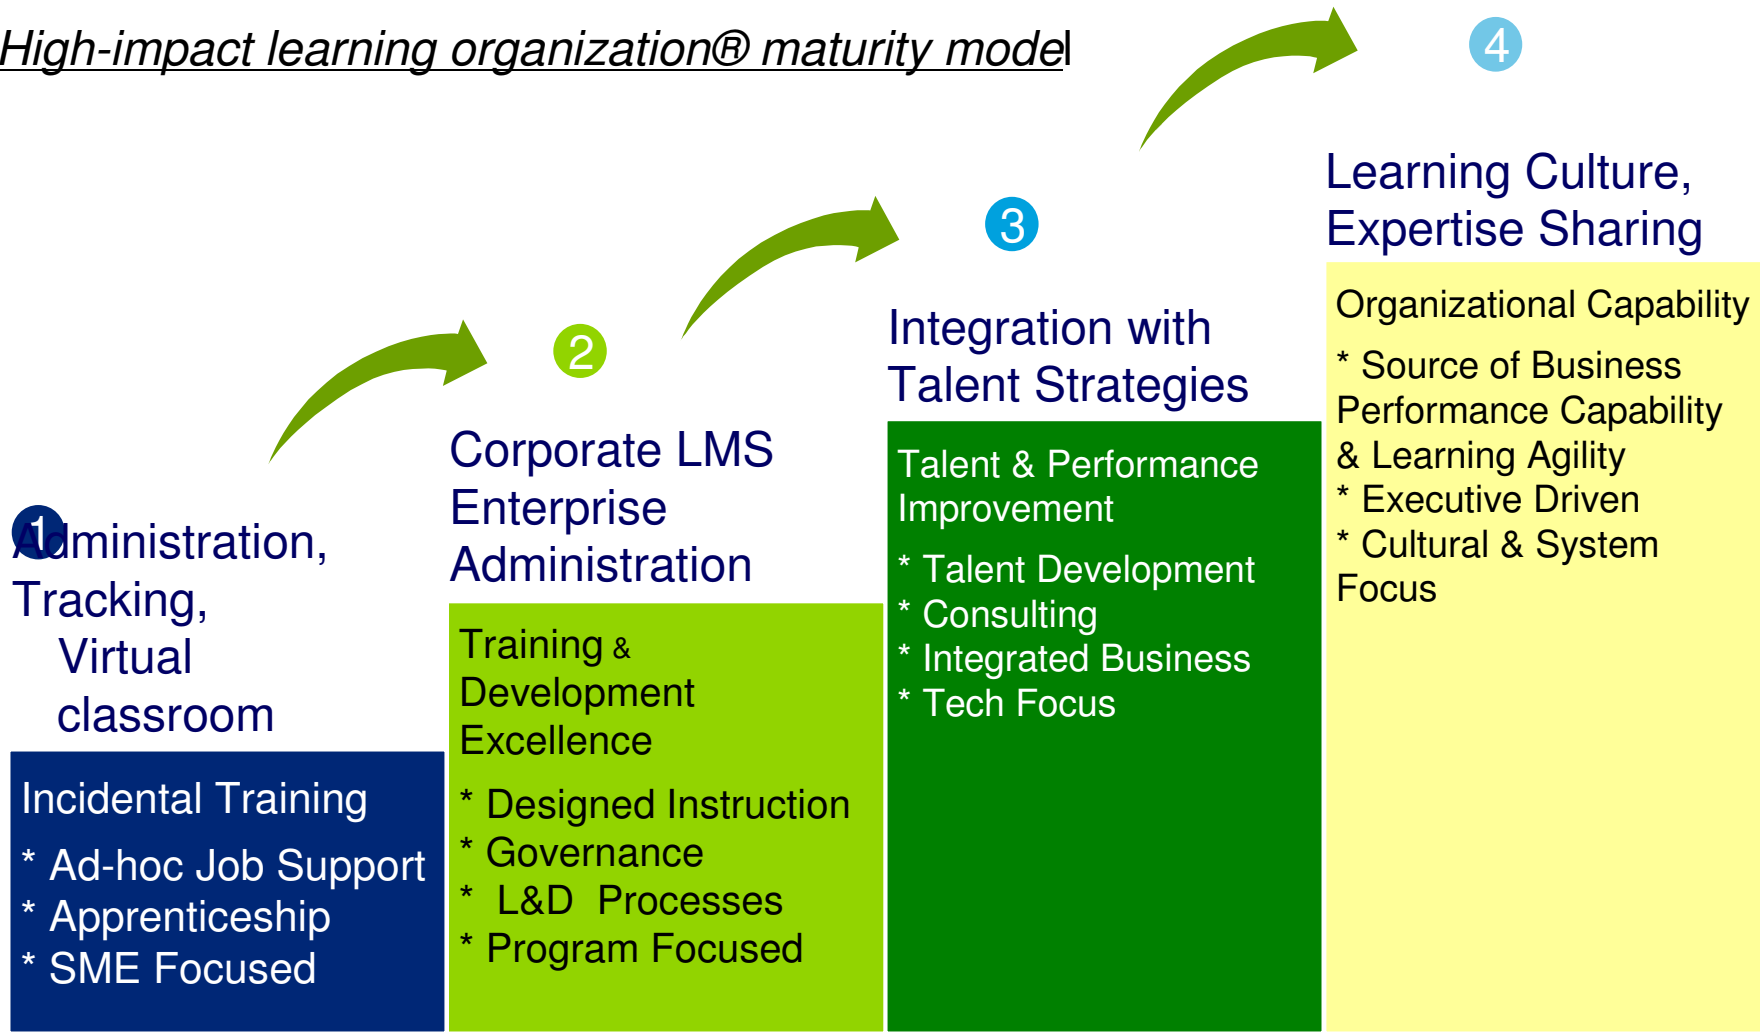 High-impact learning organization® maturity model
1
Administration,
Tracking,
Virtual
classroom
Incidental Training
* Ad-hoc Job Support
* Apprenticeship
* SME Focused
2
Corporate LMS
Enterprise
Administration
Training &
Development
Excellence
* Designed Instruction
* Governance
* L&D Processes
* Program Focused
3
Integration with
Talent Strategies
Talent & Performance
Improvement
* Talent Development
* Consulting
* Integrated Business
* Tech Focus
4
Learning Culture,
Expertise Sharing
Organizational Capability
* Source of Business
Performance Capability
& Learning Agility
* Executive Driven
* Cultural & System
Focus